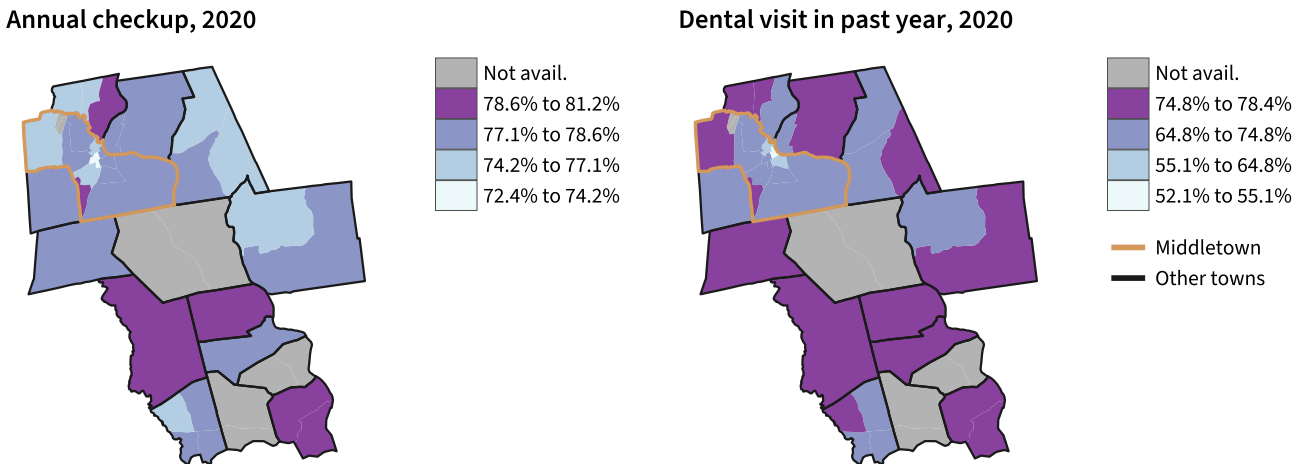 Annual checkup, 2020
Not avail.
78.6% to 81.2%
77.1% to 78.6%
74.2% to 77.1%
72.4% to 74.2%
Dental visit in past year, 2020
Not avail.
74.8% to 78.4%
64.8% to 74.8%
55.1% to 64.8%
52.1% to 55.1%
Middletown
Other towns